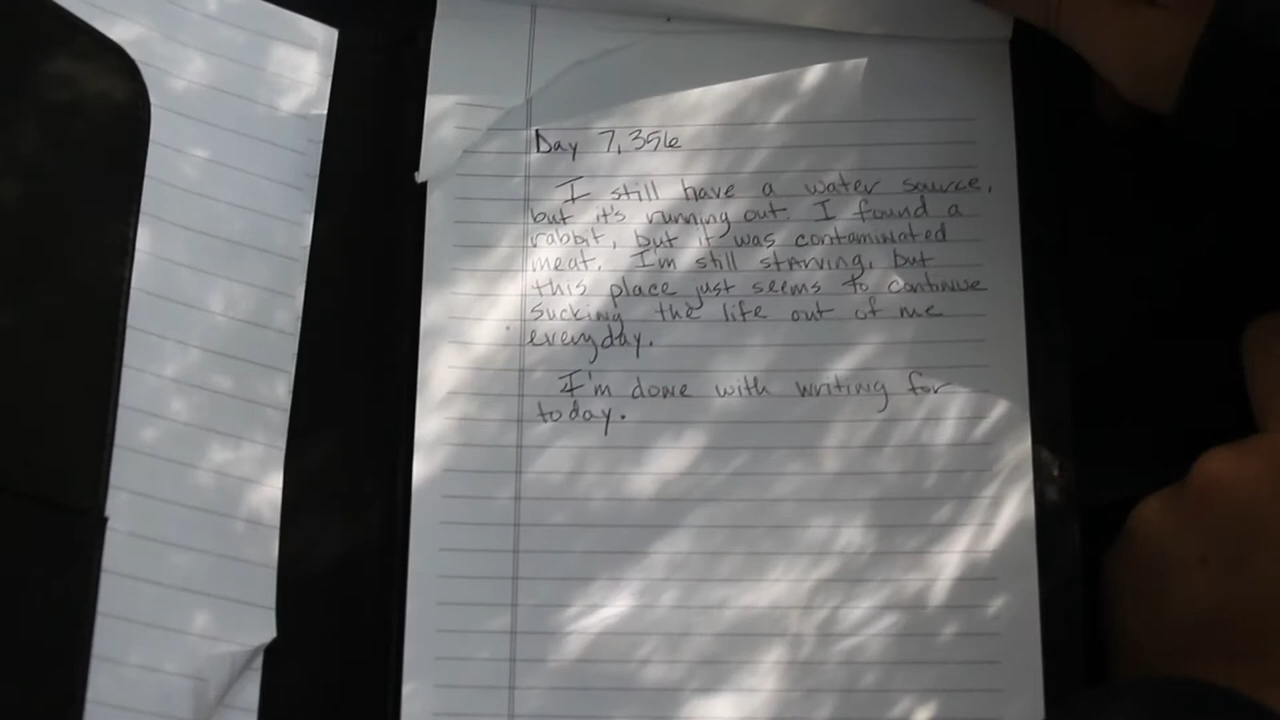 Day 7,356
I still have a water source,
but it's running out. I found a
rabbit, but it was contaminated
meat. I'm still starving, but
this place just seems to continue
sucking the life out of me
everyday.
I'm done with writing for
today.